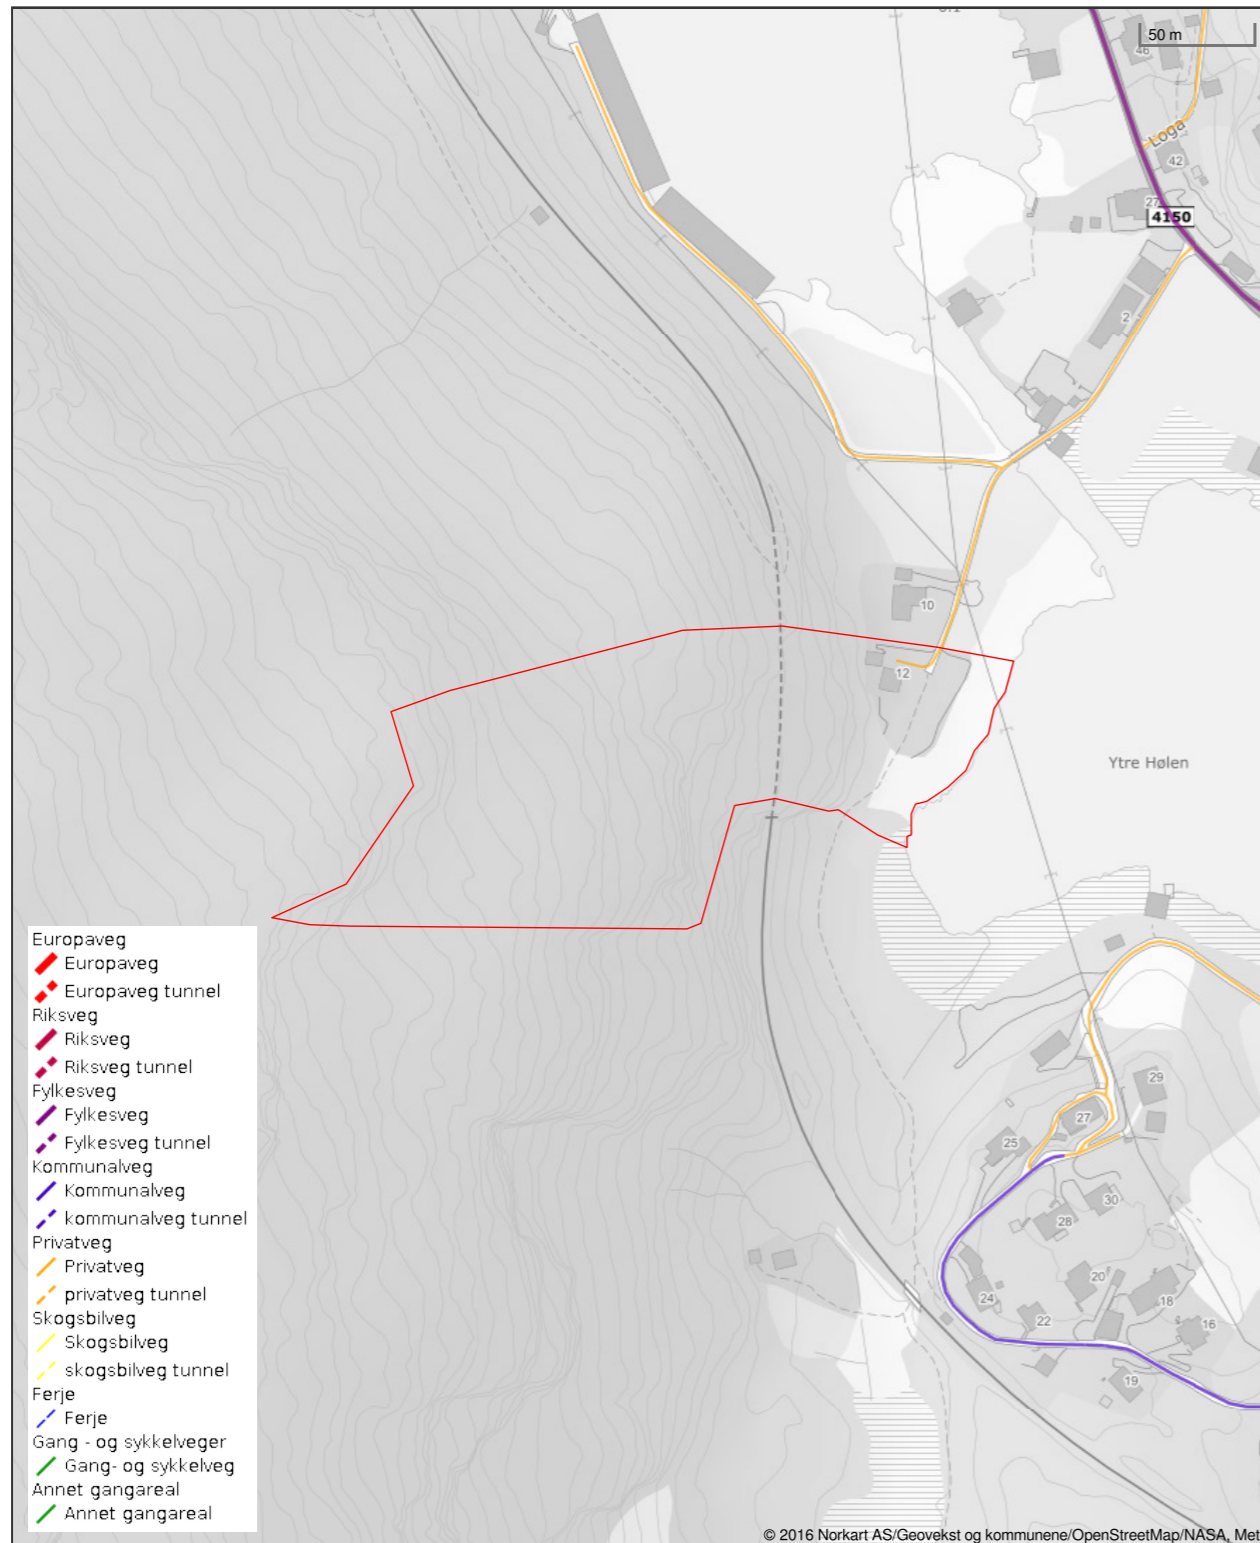 50 m
46
Loga
42
27
4150
2
10
12
Ytre Hølen
29
27
25
30
28
20
24
18
22
16
19
Europaveg
Europaveg
Europaveg tunnel
Riksveg
Riksveg
Riksveg tunnel
Fylkesveg
Fylkesveg
Fylkesveg tunnel
Kommunalveg
Kommunalveg
kommunalveg tunnel
Privatveg
Privatveg
privatveg tunnel
Skogsbilveg
Skogsbilveg
skogsbilveg tunnel
Ferje
Ferje
Gang - og sykkelveger
Gang- og sykkelveg
Annet gangareal
Annet gangareal
© 2016 Norkart AS/Geovekst og kommunene/OpenStreetMap/NASA, Met